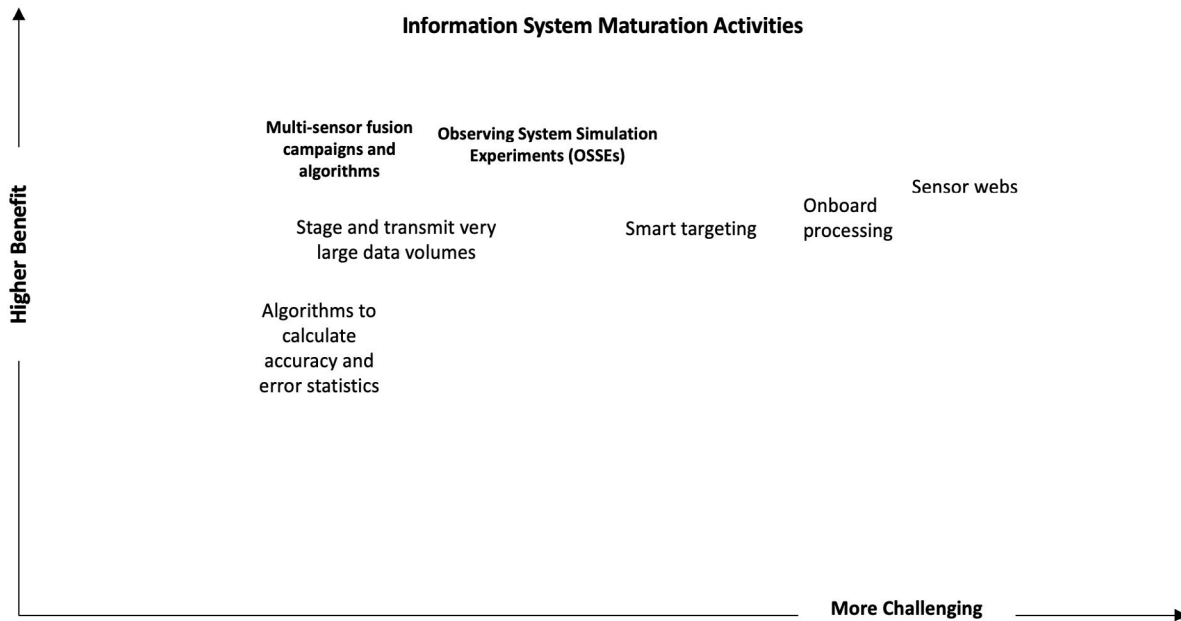 Information System Maturation Activities
Multi-sensor fusion
campaigns and
algorithms
Observing System Simulation
Experiments (OSSEs)
Sensor webs
Onboard
processing
Smart targeting
Stage and transmit very
large data volumes
Algorithms to
calculate
accuracy and
error statistics
Higher Benefit
More Challenging